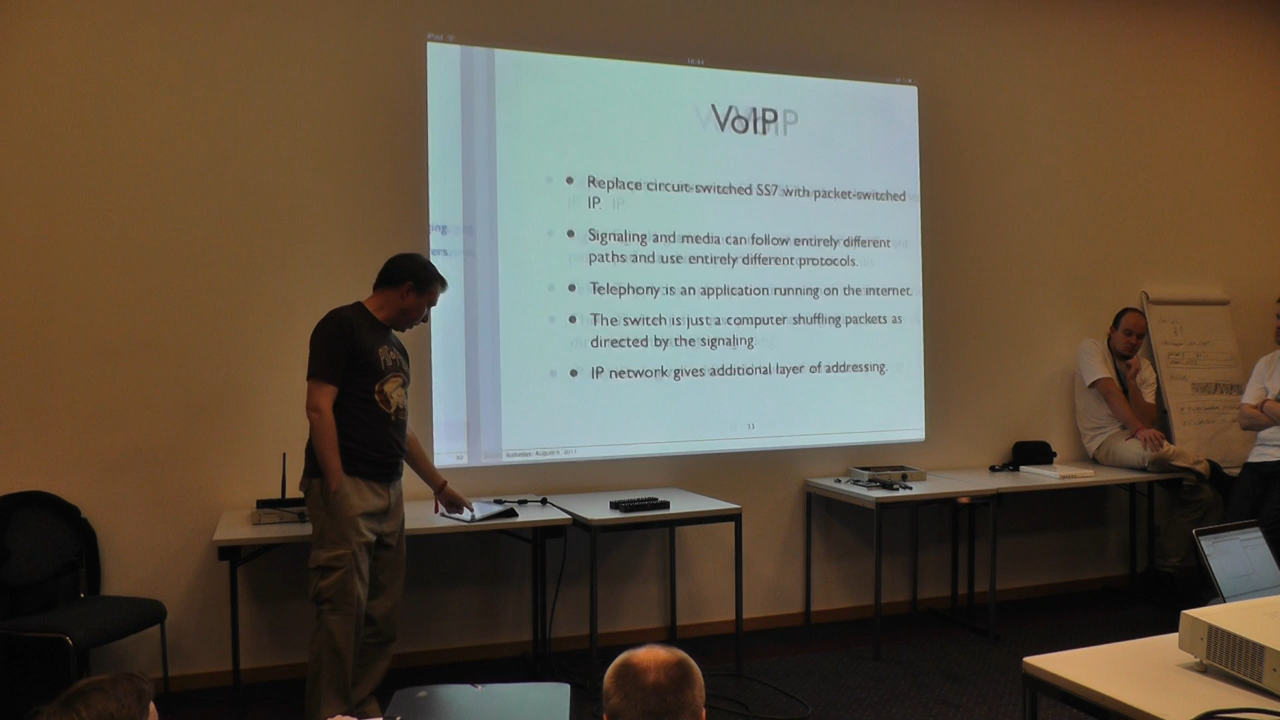 iPad
VoIP
• Replace circuit-switched SS7 with packet-switched
IP.
• Signaling and media can follow entirely different
paths and use entirely different protocols.
• Telephony is an application running on the internet.
• The switch is just a computer shuffling packets as
directed by the signaling.
• IP network gives additional layer of addressing.
33